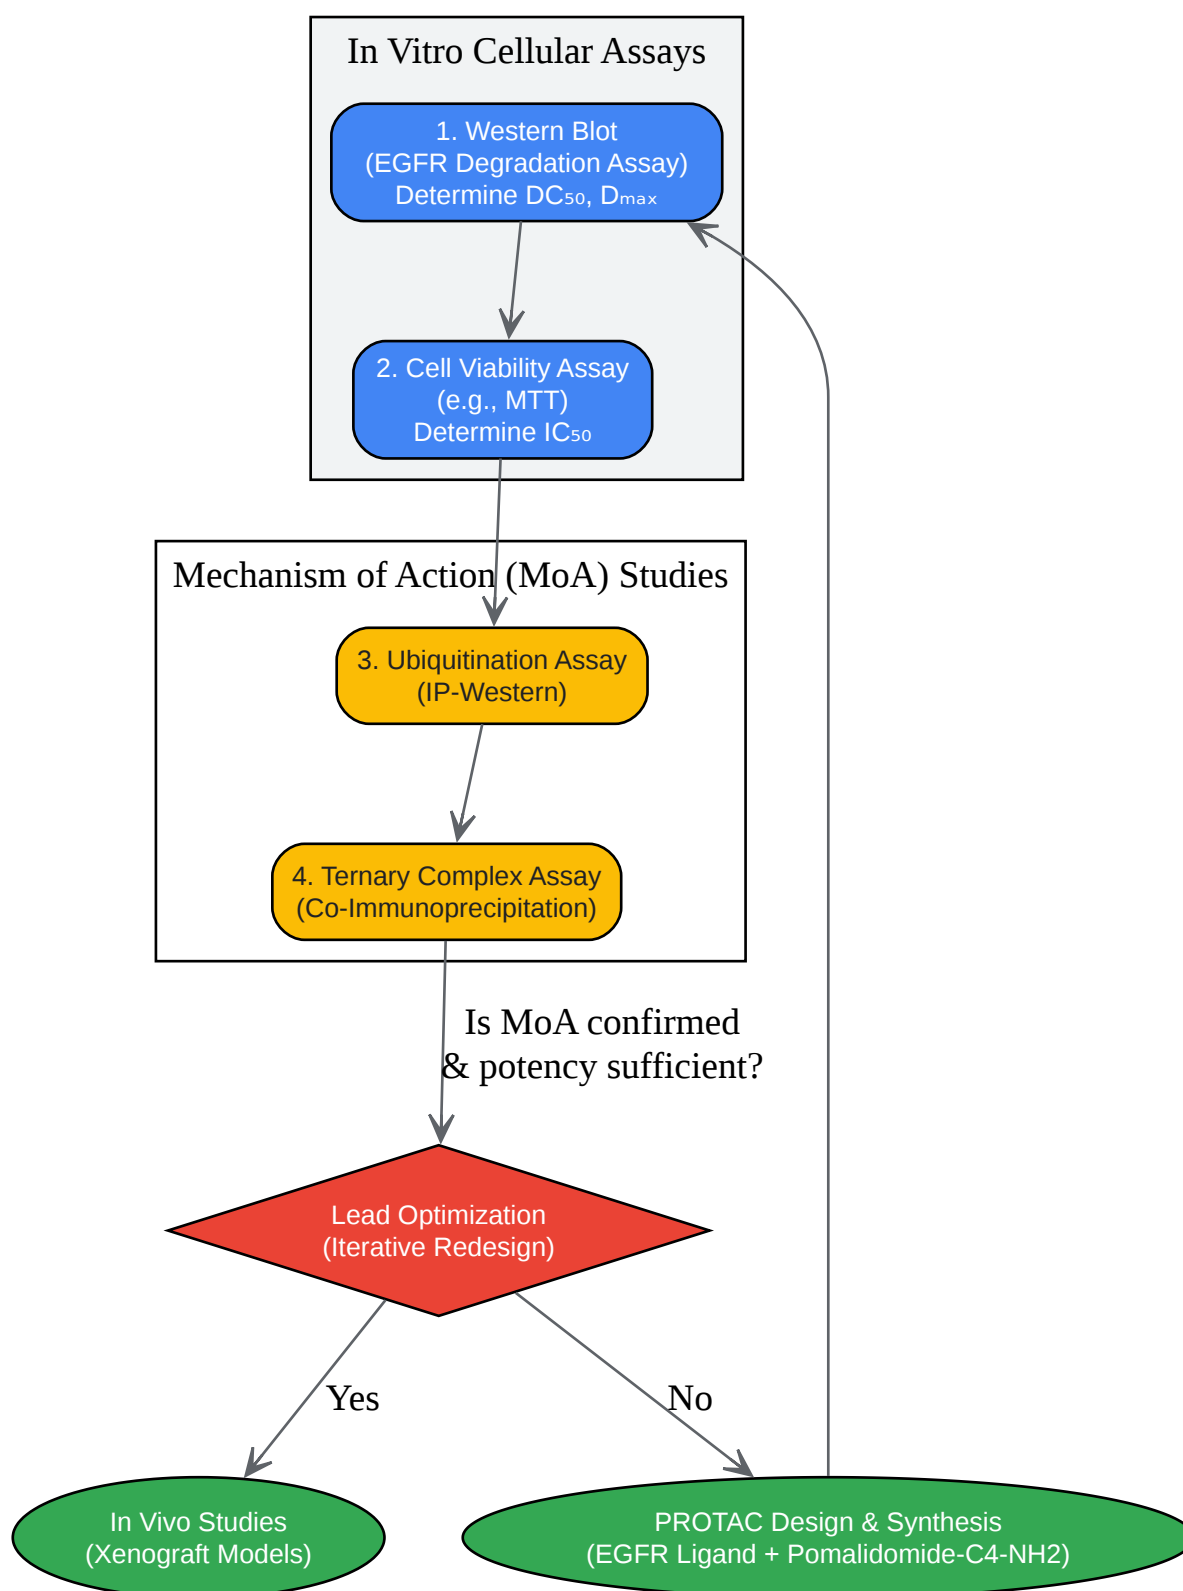 In Vitro Cellular Assays
1. Western Blot
(EGFR Degradation Assay)
Determine DC₅₀, Dₘₐₓ
2. Cell Viability Assay
(e.g., MTT)
Determine IC₅₀
Mechanism of Action (MoA) Studies
3. Ubiquitination Assay
(IP-Western)
4. Ternary Complex Assay
(Co-Immunoprecipitation)
Is MoA confirmed
& potency sufficient?
Lead Optimization
(Iterative Redesign)
Yes
No
In Vivo Studies
(Xenograft Models)
PROTAC Design & Synthesis
(EGFR Ligand + Pomalidomide-C4-NH2)